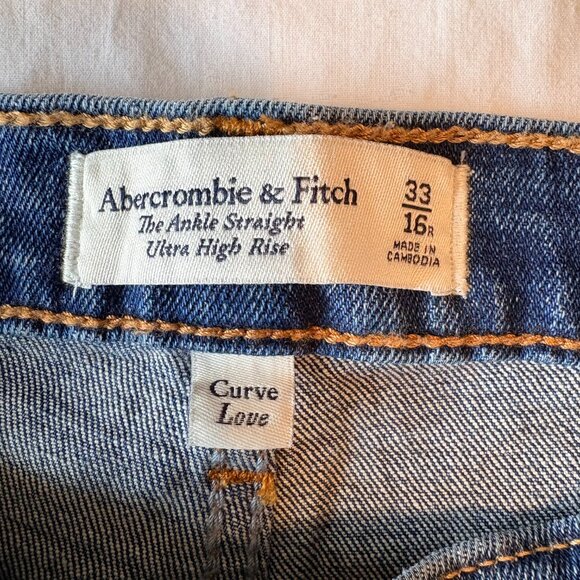 Abercrombie & Fitch
The Ankle Straight
Ultra High Rise
33
16R
MADE IN
CAMBODIA
Curve
Love